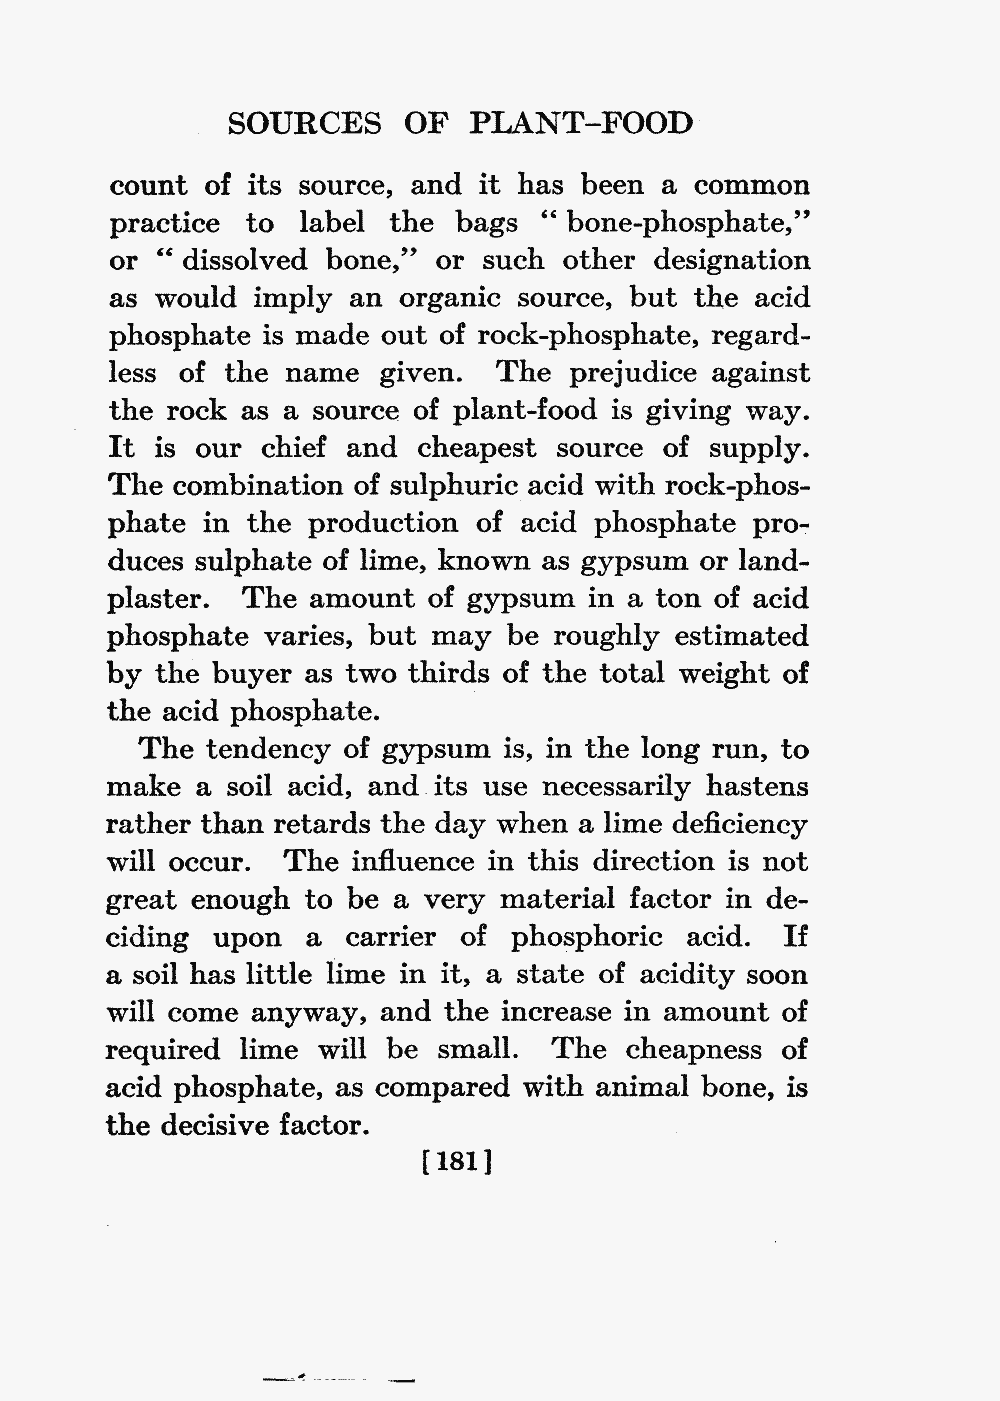 SOURCES OF PLANT-FOOD
count of its source, and it has been a common
practice to label the bags “ bone-phosphate,”
or “ dissolved bone,” or such other designation
as would imply an organic source, but the acid
phosphate is made out of rock-phosphate, regard-
less of the name given. The prejudice against
the rock as a source of plant-food is giving way.
It is our chief and cheapest source of supply.
The combination of sulphuric acid with rock-phos-
phate in the production of acid phosphate pro-
duces sulphate of lime, known as gypsum or land-
plaster. The amount of gypsum in a ton of acid
phosphate varies, but may be roughly estimated
by the buyer as two thirds of the total weight of
the acid phosphate.
The tendency of gypsum is, in the long run, to
make a soil acid, and its use necessarily hastens
rather than retards the day when a lime deficiency
will occur. The influence in this direction is not
great enough to be a very material factor in de-
ciding upon a carrier of phosphoric acid. If
a soil has little lime in it, a state of acidity soon
will come anyway, and the increase in amount of
required lime will be small. The cheapness of
acid phosphate, as compared with animal bone, is
the decisive factor.
[181]